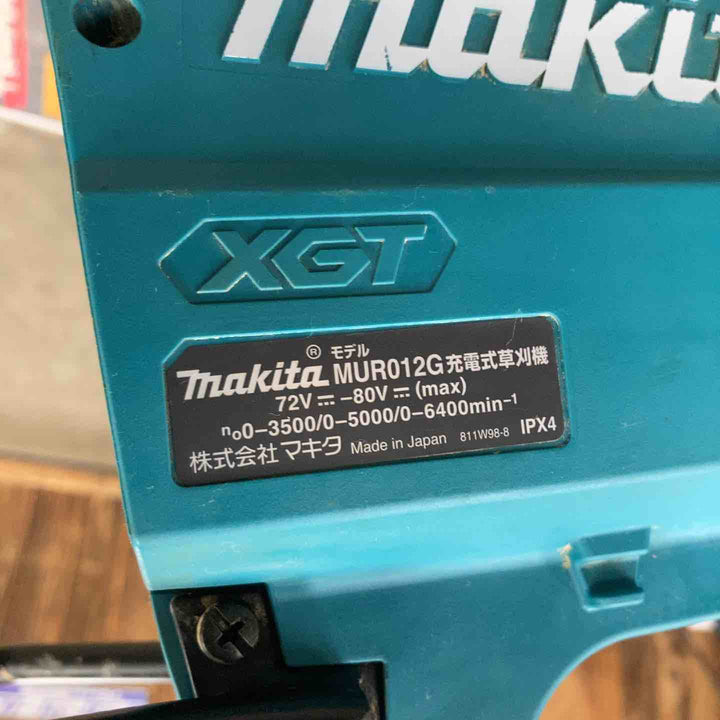 makita
XGT
® モデル
makita MUR012G 充電式草刈機
72V ⎓ -80V ⎓ (max)
n₀0-3500/0-5000/0-6400min⁻¹
株式会社 マキタ Made in Japan 811W98-8 IPX4